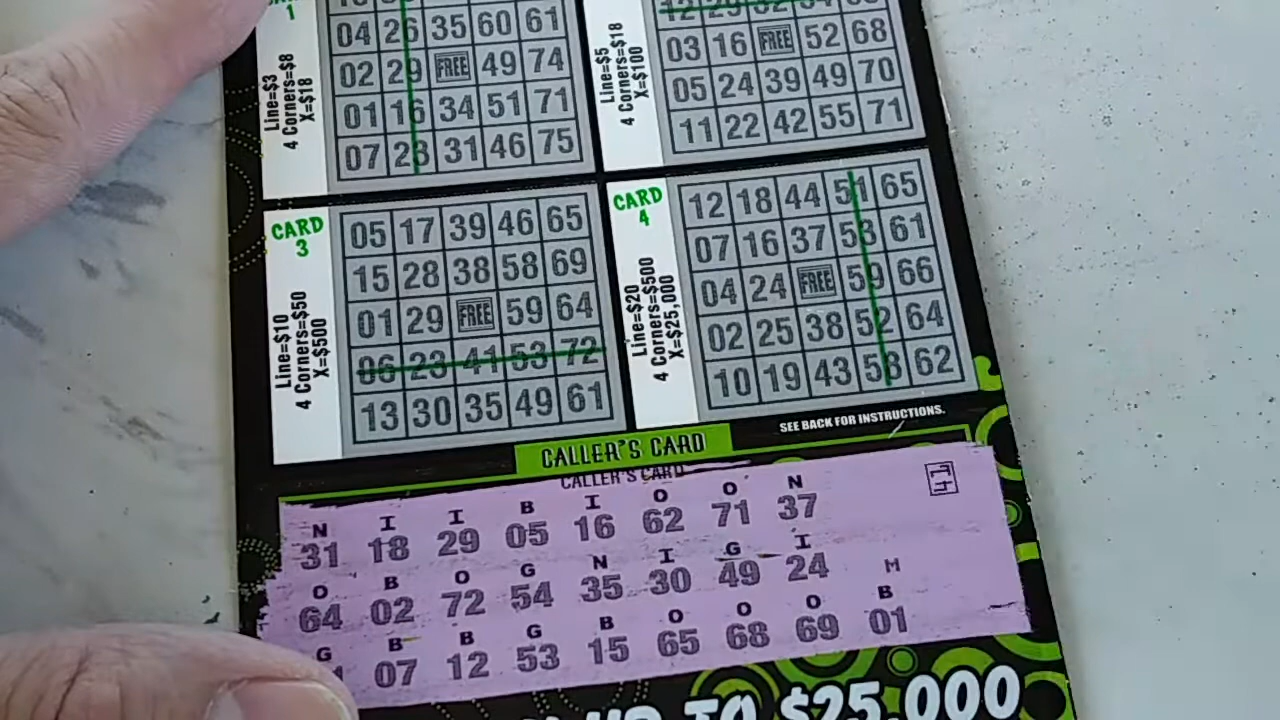 1
04 26 35 60 61
02 29 FREE 49 74
01 16 34 51 71
07 28 31 46 75
Line=$3
4 Corners=$8
X=$18
03 16 FREE 52 68
05 24 39 49 70
11 22 42 55 71
Line=$5
4 Corners=$18
X=$100
CARD
3
05 17 39 46 65
15 28 38 58 69
01 29 FREE 59 64
06 23 41 53 72
13 30 35 49 61
Line=$10
4 Corners=$50
X=$500
CARD
4
12 18 44 51 65
07 16 37 53 61
04 24 FREE 59 66
02 25 38 52 64
10 19 43 58 62
Line=$20
4 Corners=$500
X=$25,000
SEE BACK FOR INSTRUCTIONS.
CALLER'S CARD
CALLER'S CARD
N I I B I O O N
31 18 29 05 16 62 71 37
O B O G N I G I
64 02 72 54 35 30 49 24
M
G B B G B O O O B
07 12 53 15 65 68 69 01
UP TO $25,000